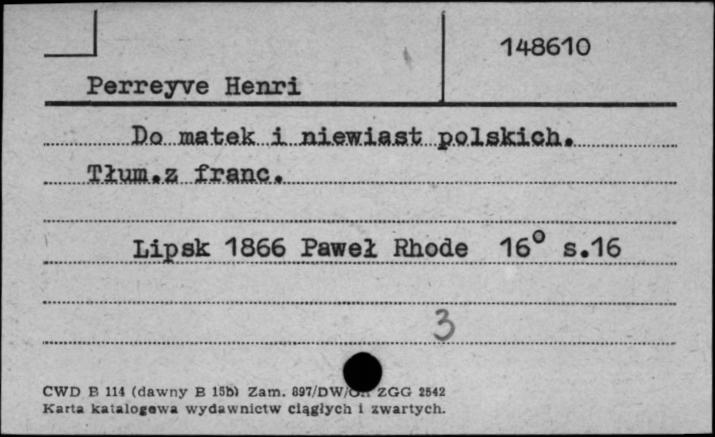 148610
Perreyve Henri
Do matek i niewiast polskich.
Tłum.z franc.
Lipsk 1866 Paweł Rhode 16° s.16
3
CWD B 114 (dawny B 15b) Zam. 897/DW/ ZGG 2542
Karta katalogowa wydawnictw ciągłych i zwartych.